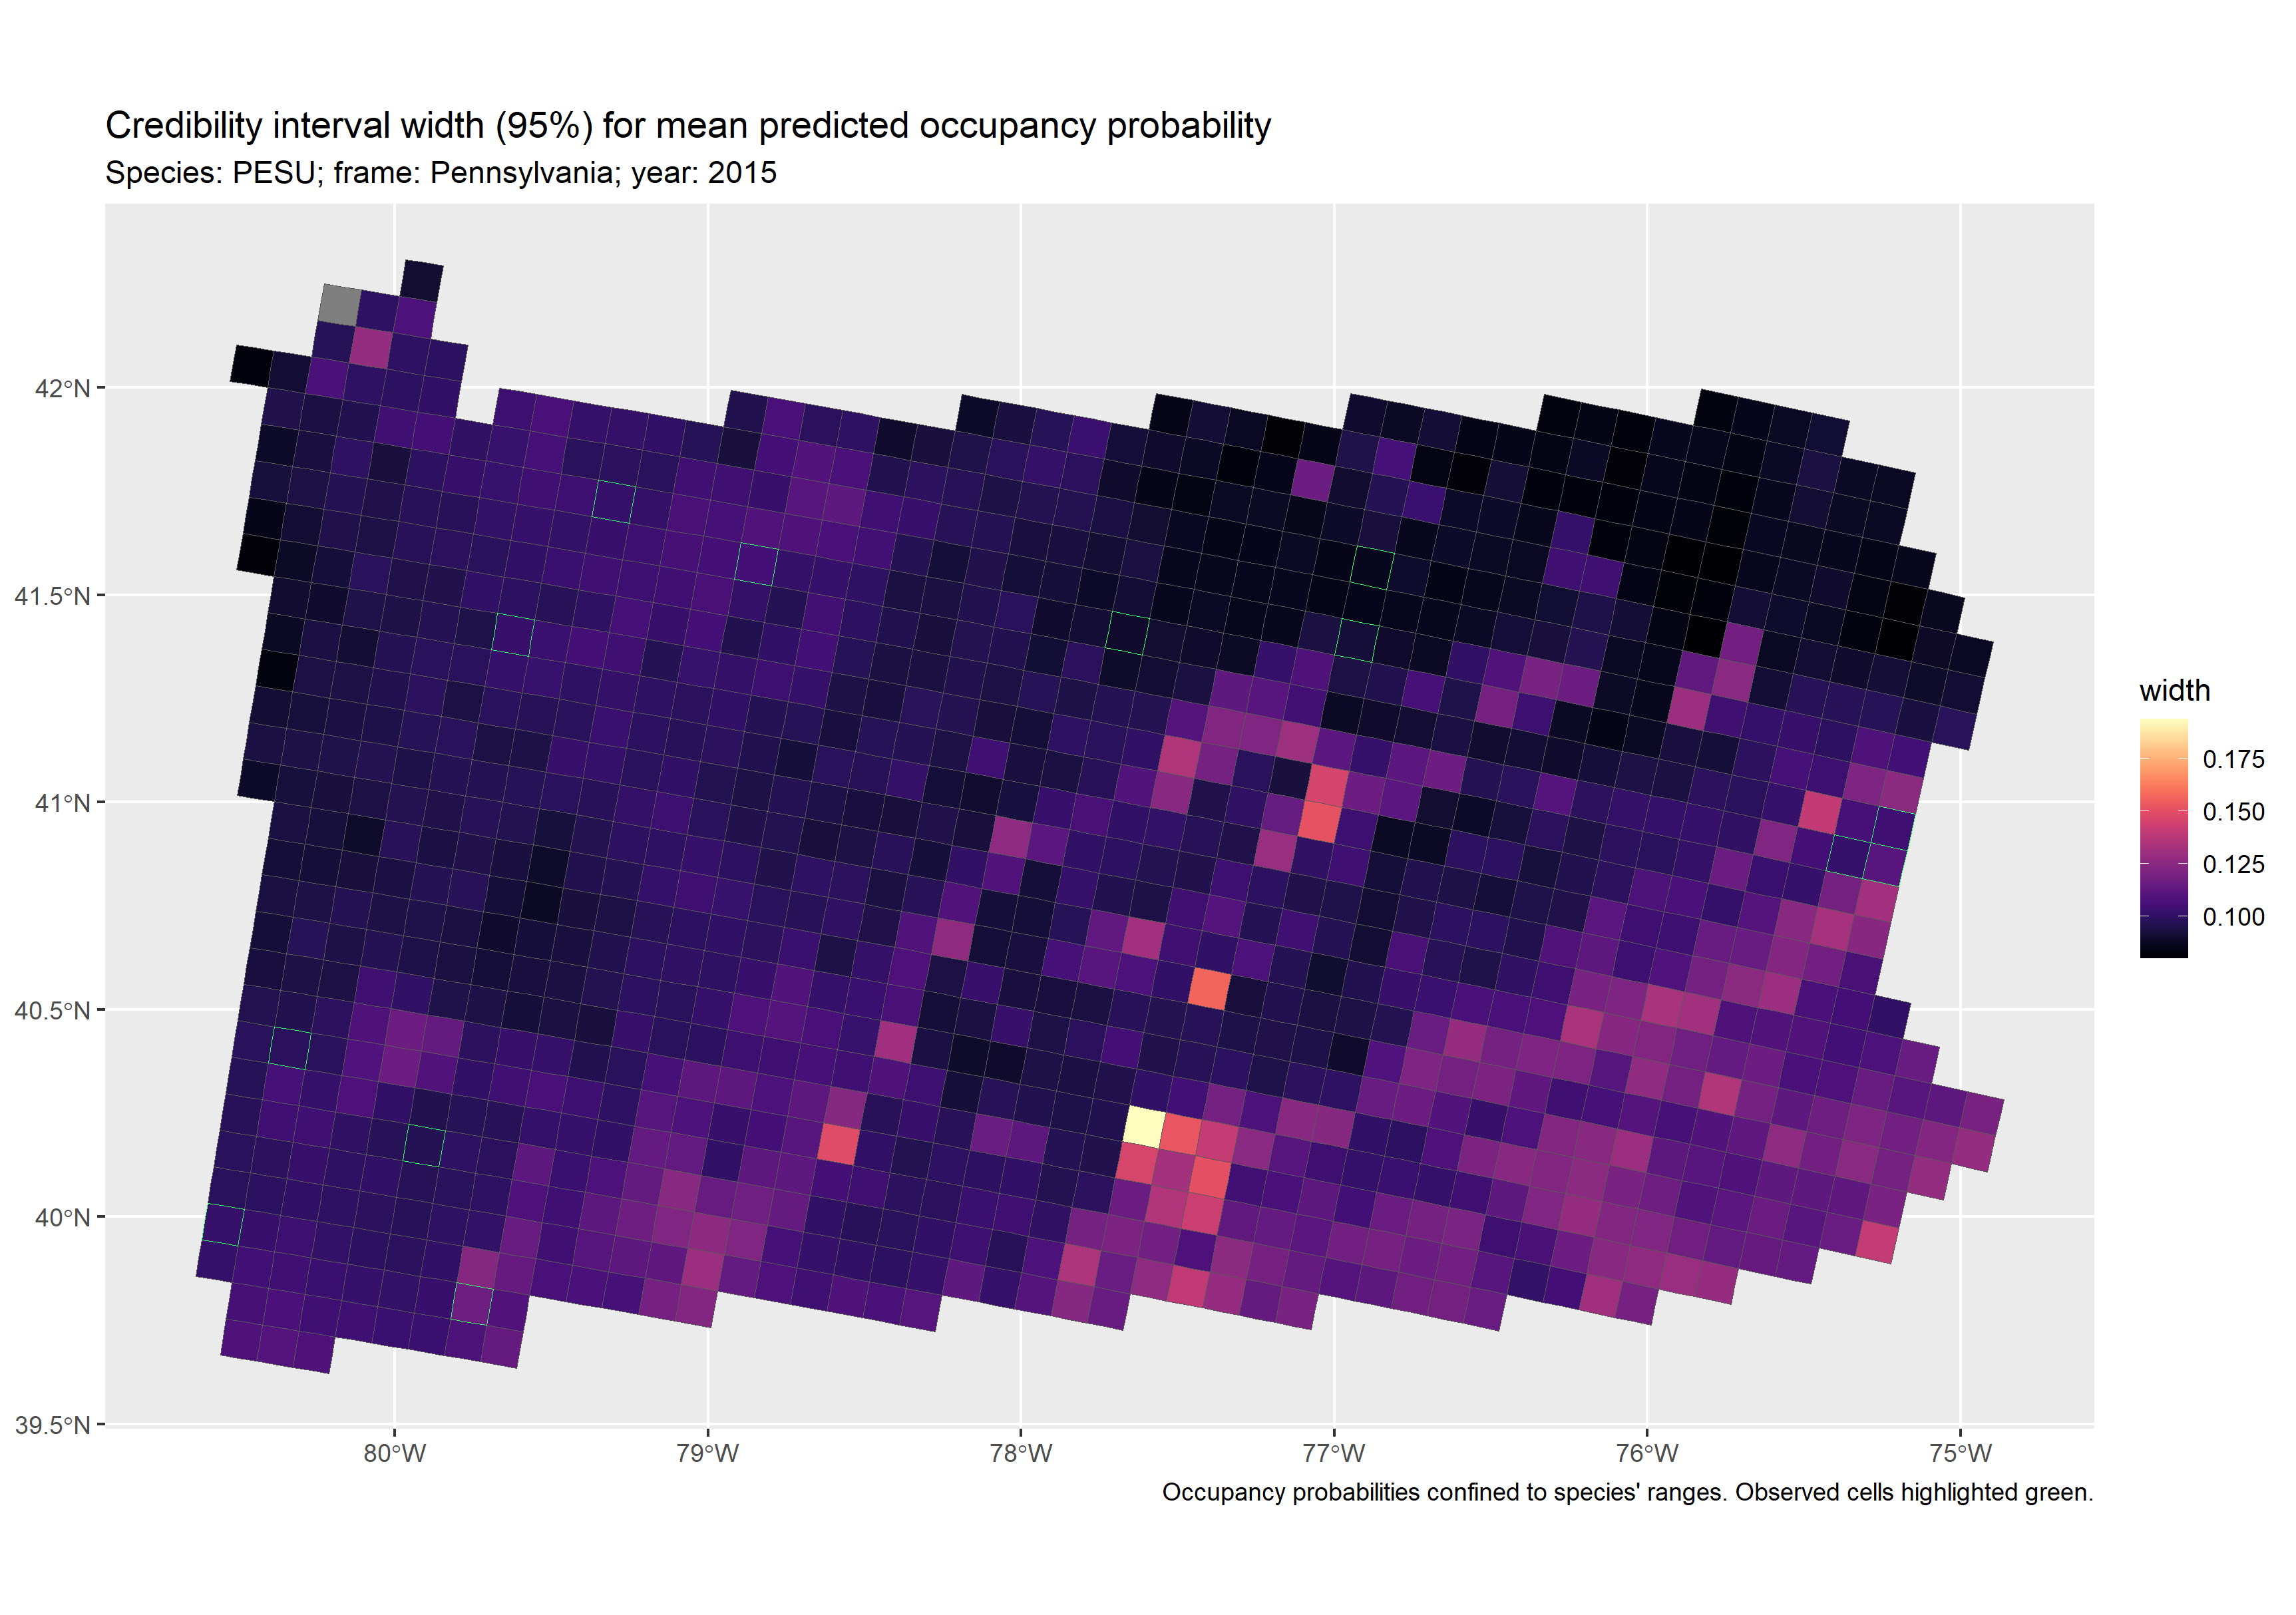 Credibility interval width (95%) for mean predicted occupancy probability
Species: PESU; frame: Pennsylvania; year: 2015
42°N
41.5°N
41°N
40.5°N
40°N
39.5°N
80°W
79°W
78°W
77°W
76°W
75°W
width
0.175
0.150
0.125
0.100
Occupancy probabilities confined to species' ranges. Observed cells highlighted green.